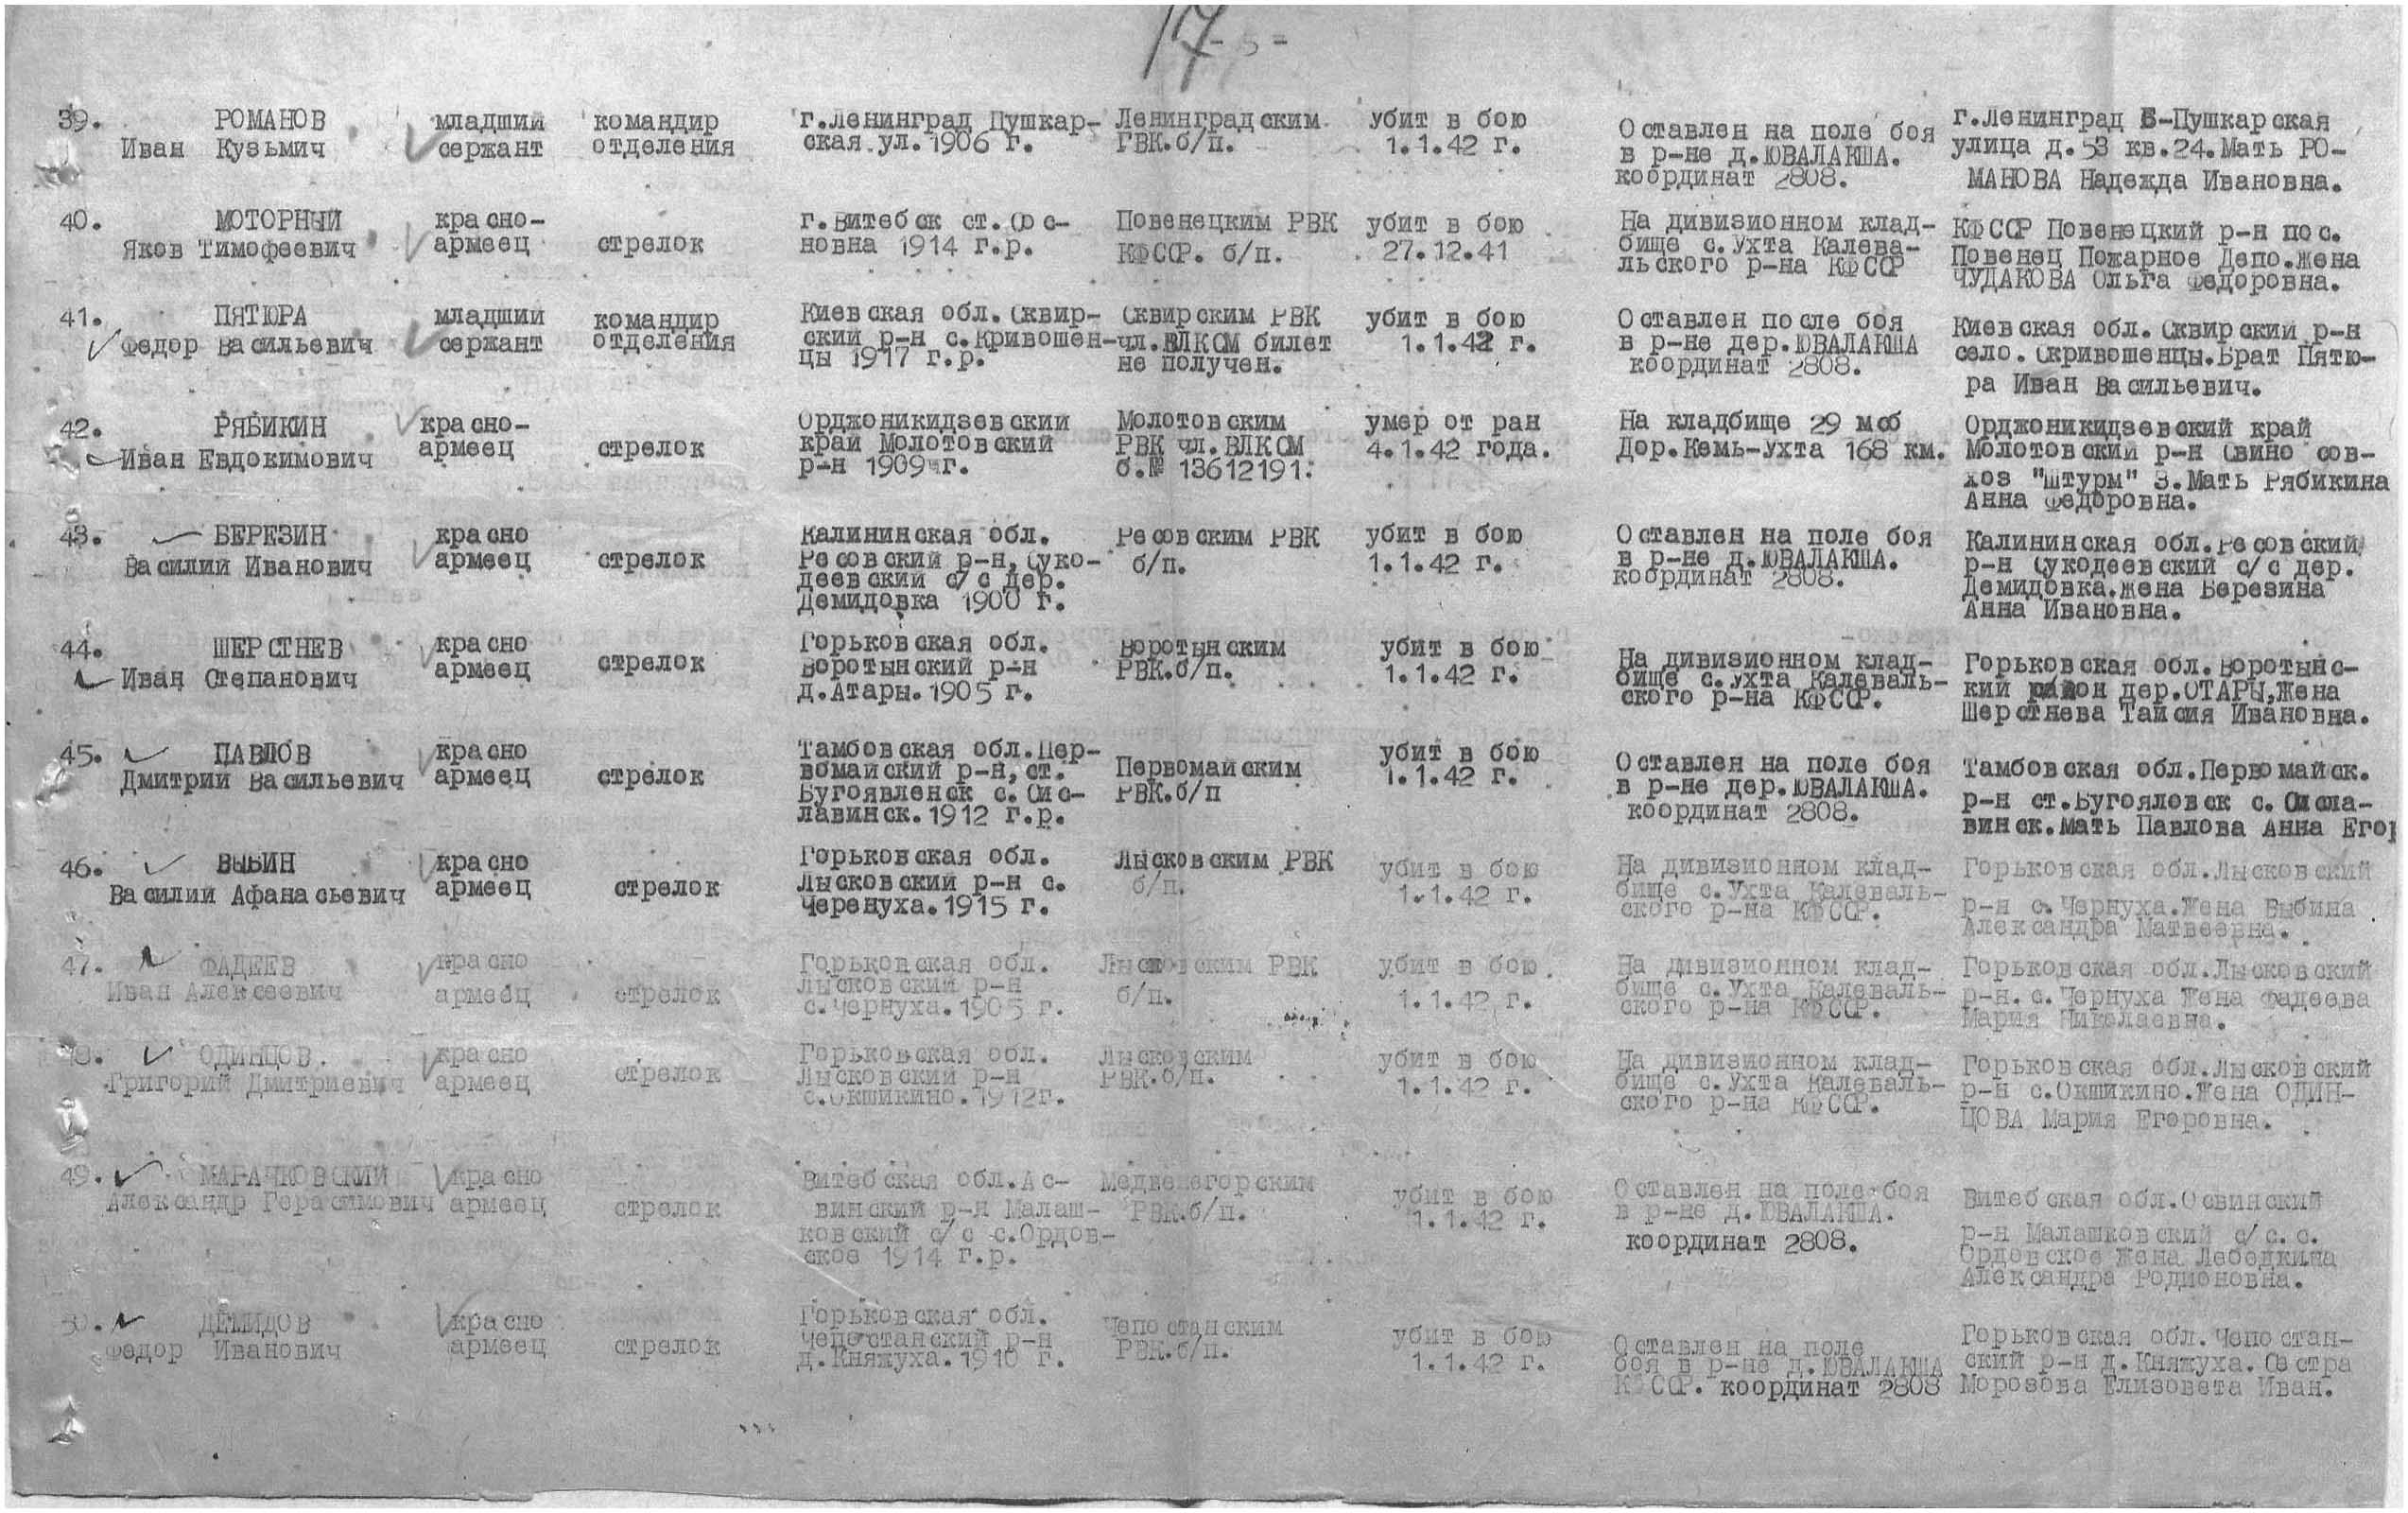 17 - 5 -
39. РОМАНОВ
Иван Кузьмич
младший
сержант
командир
отделения
г.Ленинград Пушкар-
ская ул. 1906 г.
Ленинградским
ГВК.б/п.
убит в бою
1.1.42 г.
Оставлен на поле боя
в р-не д.ЮВАЛАКША.
координат 2808.
г.Ленинград Б-Пушкарская
улица д.53 кв.24.Мать РО-
МАНОВА Надежда Ивановна.
40. МОТОРНЫЙ
Яков Тимофеевич
красно-
армеец
стрелок
г.Витебск ст.Сос-
новна 1914 г.р.
Повенецким РВК
КФССР. б/п.
убит в бою
27.12.41
На дивизионном клад-
бище с.Ухта Калева-
льского р-на КФССР
КФССР Повенецкий р-н пос.
Повенец Пожарное Депо.жена
ЧУДАКОВА Ольга Федоровна.
41. ПЯТЮРА
Федор Васильевич
младший
сержант
командир
отделения
Киевская обл.Сквир-
ский р-н с.Кривошен-
цы 1917 г.р.
Сквирским РВК
чл.ВЛКСМ билет
не получен.
убит в бою
1.1.42 г.
Оставлен после боя
в р-не дер.ЮВАЛАКША
координат 2808.
Киевская обл.Сквирский р-н
село.Скривошенцы.Брат Пятю-
ра Иван Васильевич.
42. РЯБИКИН
Иван Евдокимович
красно-
армеец
стрелок
Орджоникидзевский
край Молотовский
р-н 1909 г.
Молотовским
РВК чл.ВЛКСМ
б.№ 13612191.
умер от ран
4.1.42 года.
На кладбище 29 мсб
Дор.Кемь-Ухта 168 км.
Орджоникидзевский край
Молотовский р-н Свино сов-
хоз "Штурм" 3.Мать Рябикина
Анна Федоровна.
43. БЕРЕЗИН
Василий Иванович
красно
армеец
стрелок
Калининская обл.
Ресовский р-н,Суко-
деевский с/с дер.
Демидовка 1900 г.
Ресовским РВК
б/п.
убит в бою
1.1.42 г.
Оставлен на поле боя
в р-не д.ЮВАЛАКША.
координат 2808.
Калининская обл.Ресовский
р-н Сукодеевский с/с дер.
Демидовка.жена Березина
Анна Ивановна.
44. ШЕРСТНЕВ
Иван Степанович
красно
армеец
стрелок
Горьковская обл.
Воротынский р-н
д.Атары.1905 г.
Воротынским
РВК.б/п.
убит в бою
1.1.42 г.
На дивизионном клад-
бище с.Ухта Калеваль-
ского р-на КФССР.
Горьковская обл.Воротынс-
кий район дер.ОТАРЫ,Жена
Шерстнева Таисия Ивановна.
45. ПАВЛОВ
Дмитрий Васильевич
красно
армеец
стрелок
Тамбовская обл.Пер-
вомайский р-н,ст.
Бугоявленск с.Сис-
лавинск.1912 г.р.
Первомайским
РВК.б/п
убит в бою
1.1.42 г.
Оставлен на поле боя
в р-не дер.ЮВАЛАКША.
координат 2808.
Тамбовская обл.Первомайск.
р-н ст.Бугояловск с.Сисла-
винск.мать Павлова Анна Егор
46. ВЫБИН
Василий Афанасьевич
красно
армеец
стрелок
Горьковская обл.
Лысковский р-н с.
Черенуха.1915 г.
Лысковским РВК
б/п.
убит в бою
1.1.42 г.
На дивизионном клад-
бище с.Ухта Калеваль-
ского р-на КФССР.
Горьковская обл.Лысковский
р-н с.Чернуха.Жена Выбина
Александра Матвеевна.
47. ФАДЕЕВ
Иван Алексеевич
красно
армеец
стрелок
Горьковская обл.
Лысковский р-н
с.Чернуха.1905 г.
Лысковским РВК
б/п.
убит в бою
1.1.42 г.
На дивизионном клад-
бище с.Ухта Калеваль-
ского р-на КФССР.
Горьковская обл.Лысковский
р-н.с.Чернуха Жена Фадеева
Мария Николаевна.
48. ОДИНЦОВ.
Григорий Дмитриевич
красно
армеец
стрелок
Горьковская обл.
Лысковский р-н
с.Окшикино.1912г.
Лысковским
РВК.б/п.
убит в бою
1.1.42 г.
На дивизионном клад-
бище с.Ухта Калеваль-
ского р-на КФССР.
Горьковская обл.Лысковский
р-н с.Окшикино.Жена ОДИН-
ЦОВА Мария Егоровна.
49. МАРАЧКОВСКИЙ
Александр Герасимович
красно
армеец
стрелок
Витебская обл.Ас-
винский р-н Малаш-
ковский с/с с.Ордов-
ское 1914 г.р.
Медвежегорским
РВК.б/п.
убит в бою
1.1.42 г.
Оставлен на поле боя
в р-не д.ЮВАЛАКША.
координат 2808.
Витебская обл.Освинский
р-н Малашковский с/с.с.
Ордовское Жена Лебедкина
Александра Родионовна.
50. ДЕМИДОВ
Федор Иванович
красно
армеец
стрелок
Горьковская обл.
Чепостанский р-н
д.Княжуха.1910 г.
Чепостанским
РВК.б/п.
убит в бою
1.1.42 г.
Оставлен на поле
боя в р-не д.ЮВАЛАКША
КФССР. координат 2808
Горьковская обл.Чепостан-
ский р-н д.Княжуха.Сестра
Морозова Елизовета Иван.